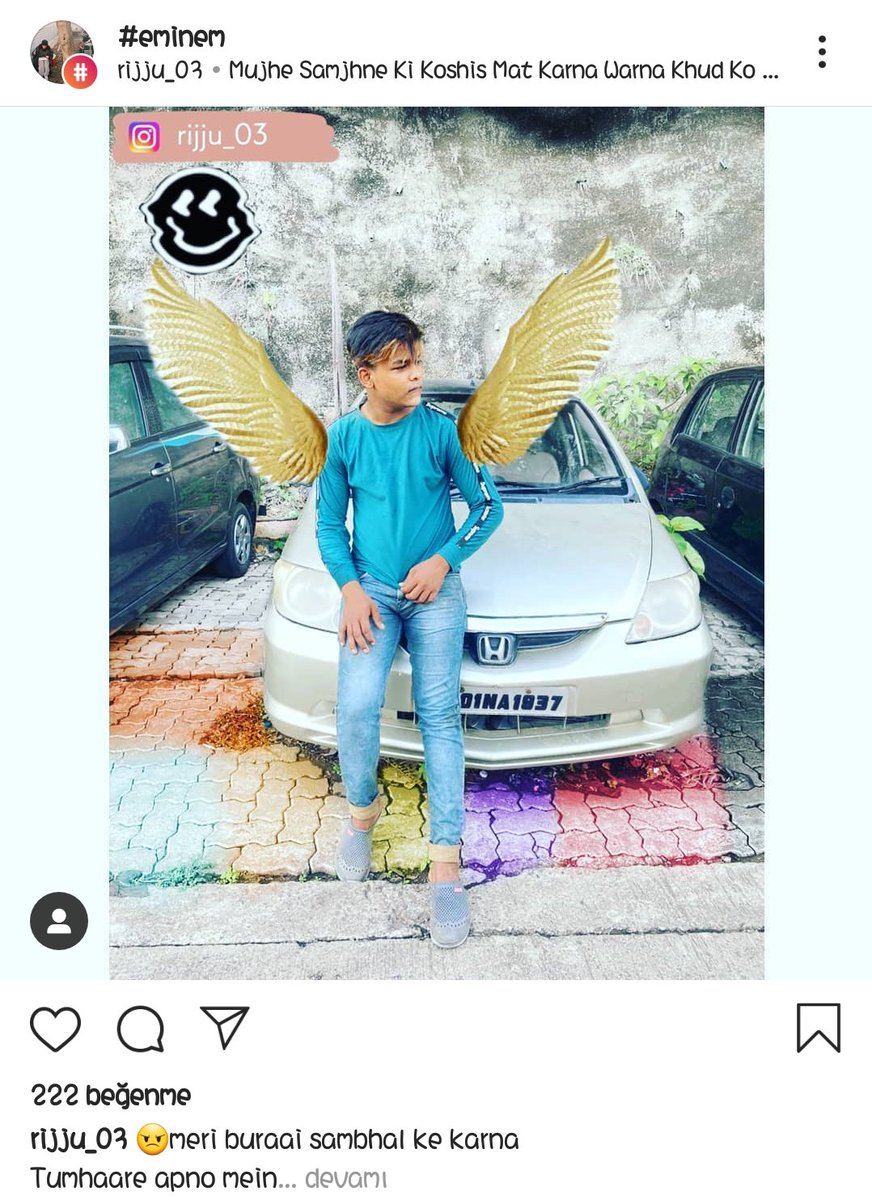 #eminem
rijju_03 • Mujhe Samjhne Ki Koshis Mat Karna Warna Khud Ko ...
rijju_03
01NA1837
222 beğenme
rijju_03 😠meri buraai sambhal ke karna
Tumhaare apno mein... devamı